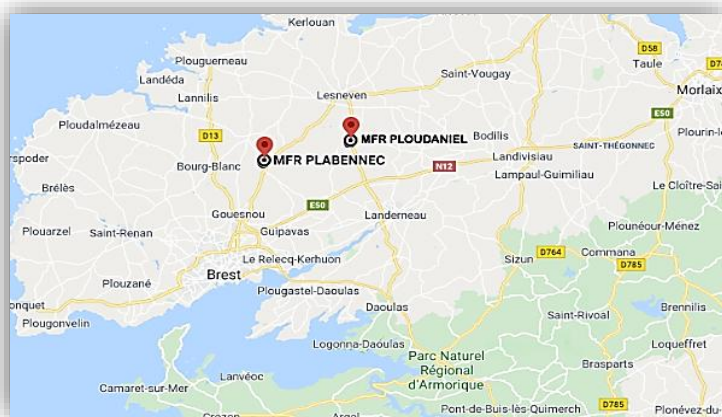 Kerlouan
Plouguerneau
D58
Taule
Landéda
Saint-Vougay
Morlaix
Lannilis
Lesneven
E50
Ploudalmézeau
D13
MFR PLOUDANIEL
Bodilis
Plourin-l
rspoder
Bourg-Blanc
MFR PLABENNEC
Landivisiau
SAINT-THÉGONNEC
N12
Lampaul-Guimiliau
Brélès
Le Cloître-Sai
E50
Gouesnou
Landerneau
Plouarzel
Saint-Renan
Guipavas
Plounéour-Ménez
Le Relecq-Kerhuon
Sizun
D764
Commana
Brest
D785
Plouzané
Plougastel-Daoulas
onquet
Daoulas
Saint-Rivoal
Brennilis
Plougonvelin
Logonna-Daoulas
Loqueffret
Parc Naturel
Régional
d'Armorique
Brasparts
Lanvéoc
Camaret-sur-Mer
D785
Crozon
Pont-de-Buis-lès-Quimerch
Plonévez-du-